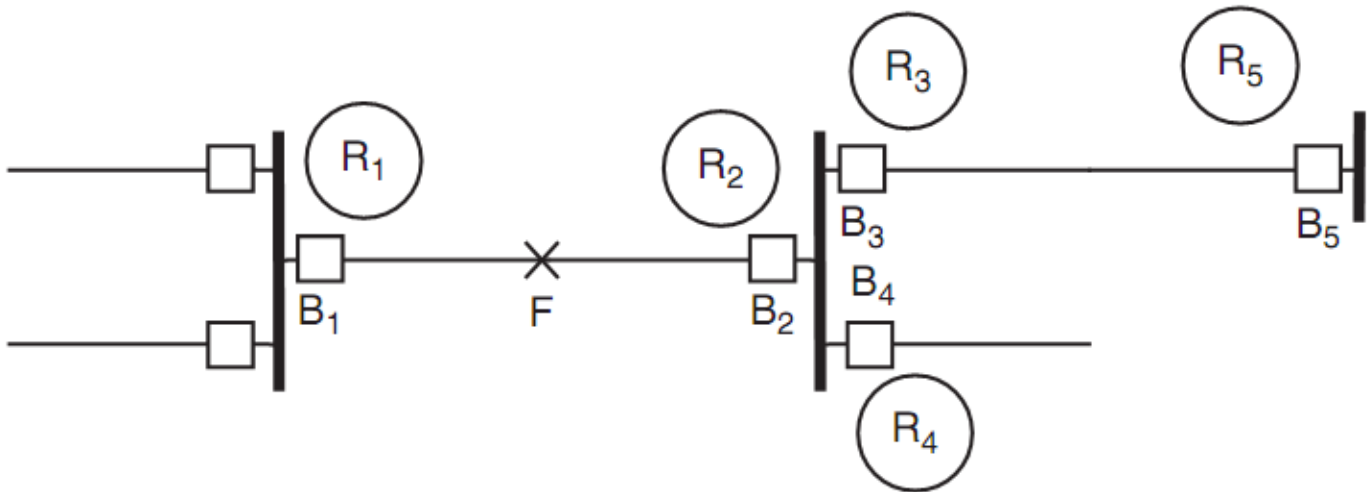 R₃
R₅
R₁
R₂
B₃
B₅
B₄
B₁
F
B₂
R₄